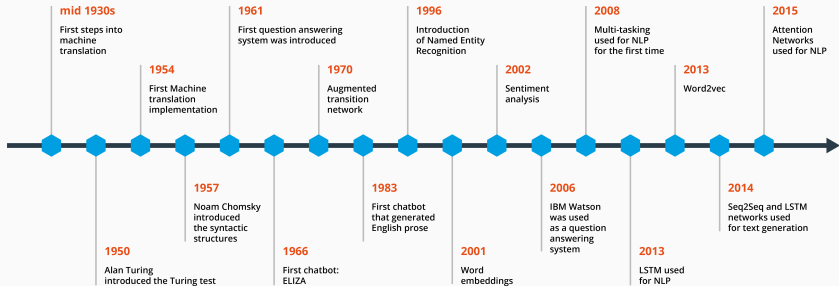 mid 1930s
First steps into
machine
translation
1950
Alan Turing
introduced the Turing test
1954
First Machine
translation
implementation
1957
Noam Chomsky
introduced
the syntactic
structures
1961
First question answering
system was introduced
1966
First chatbot:
ELIZA
1970
Augmented
transition
network
1983
First chatbot
that generated
English prose
1996
Introduction
of Named Entity
Recognition
2001
Word
embeddings
2002
Sentiment
analysis
2006
IBM Watson
was used
as a question
answering
system
2008
Multi-tasking
used for NLP
for the first time
2013
LSTM used
for NLP
2013
Word2vec
2014
Seq2Seq and LSTM
networks used
for text generation
2015
Attention
Networks
used for NLP